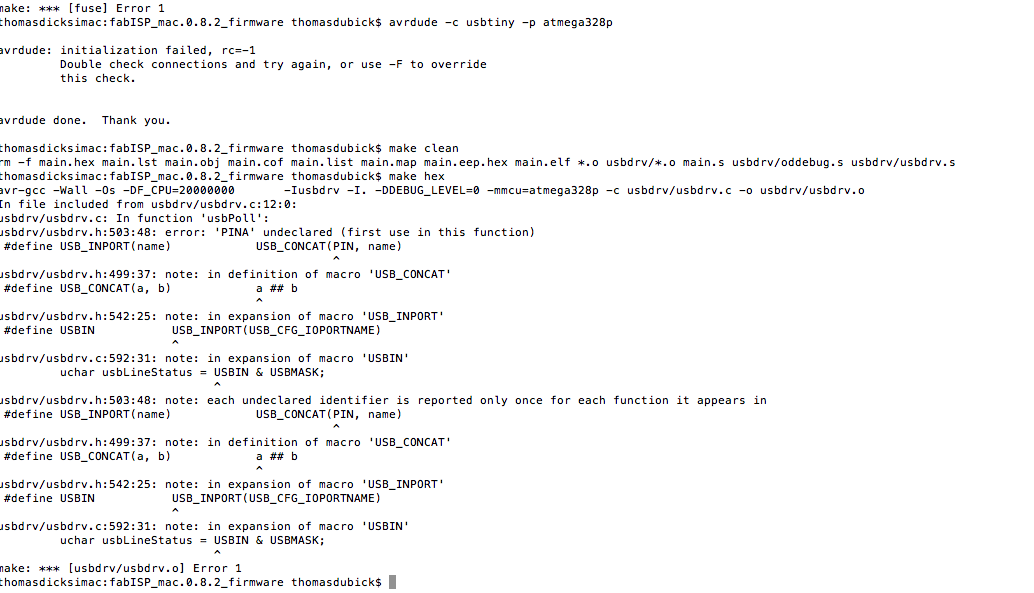 make: *** [fuse] Error 1
thomasdicksimac:fabISP_mac.0.8.2_firmware thomasdubick$ avrdude -c usbtiny -p atmega328p
avrdude: initialization failed, rc=-1
Double check connections and try again, or use -F to override
this check.
avrdude done.  Thank you.
thomasdicksimac:fabISP_mac.0.8.2_firmware thomasdubick$ make clean
rm -f main.hex main.lst main.obj main.cof main.list main.map main.eep.hex main.elf *.o usbdrv/*.o main.s usbdrv/oddebug.s usbdrv/usbdrv.s
thomasdicksimac:fabISP_mac.0.8.2_firmware thomasdubick$ make hex
avr-gcc -Wall -Os -DF_CPU=20000000       -Iusbdrv -I. -DDEBUG_LEVEL=0 -mmcu=atmega328p -c usbdrv/usbdrv.c -o usbdrv/usbdrv.o
In file included from usbdrv/usbdrv.c:12:0:
usbdrv/usbdrv.c: In function 'usbPoll':
usbdrv/usbdrv.h:503:48: error: 'PINA' undeclared (first use in this function)
#define USB_INPORT(name)            USB_CONCAT(PIN, name)
^
usbdrv/usbdrv.h:499:37: note: in definition of macro 'USB_CONCAT'
#define USB_CONCAT(a, b)            a ## b
^
usbdrv/usbdrv.h:542:25: note: in expansion of macro 'USB_INPORT'
#define USBIN           USB_INPORT(USB_CFG_IOPORTNAME)
^
usbdrv/usbdrv.c:592:31: note: in expansion of macro 'USBIN'
uchar usbLineStatus = USBIN & USBMASK;
^
usbdrv/usbdrv.h:503:48: note: each undeclared identifier is reported only once for each function it appears in
#define USB_INPORT(name)            USB_CONCAT(PIN, name)
^
usbdrv/usbdrv.h:499:37: note: in definition of macro 'USB_CONCAT'
#define USB_CONCAT(a, b)            a ## b
^
usbdrv/usbdrv.h:542:25: note: in expansion of macro 'USB_INPORT'
#define USBIN           USB_INPORT(USB_CFG_IOPORTNAME)
^
usbdrv/usbdrv.c:592:31: note: in expansion of macro 'USBIN'
uchar usbLineStatus = USBIN & USBMASK;
^
make: *** [usbdrv/usbdrv.o] Error 1
thomasdicksimac:fabISP_mac.0.8.2_firmware thomasdubick$